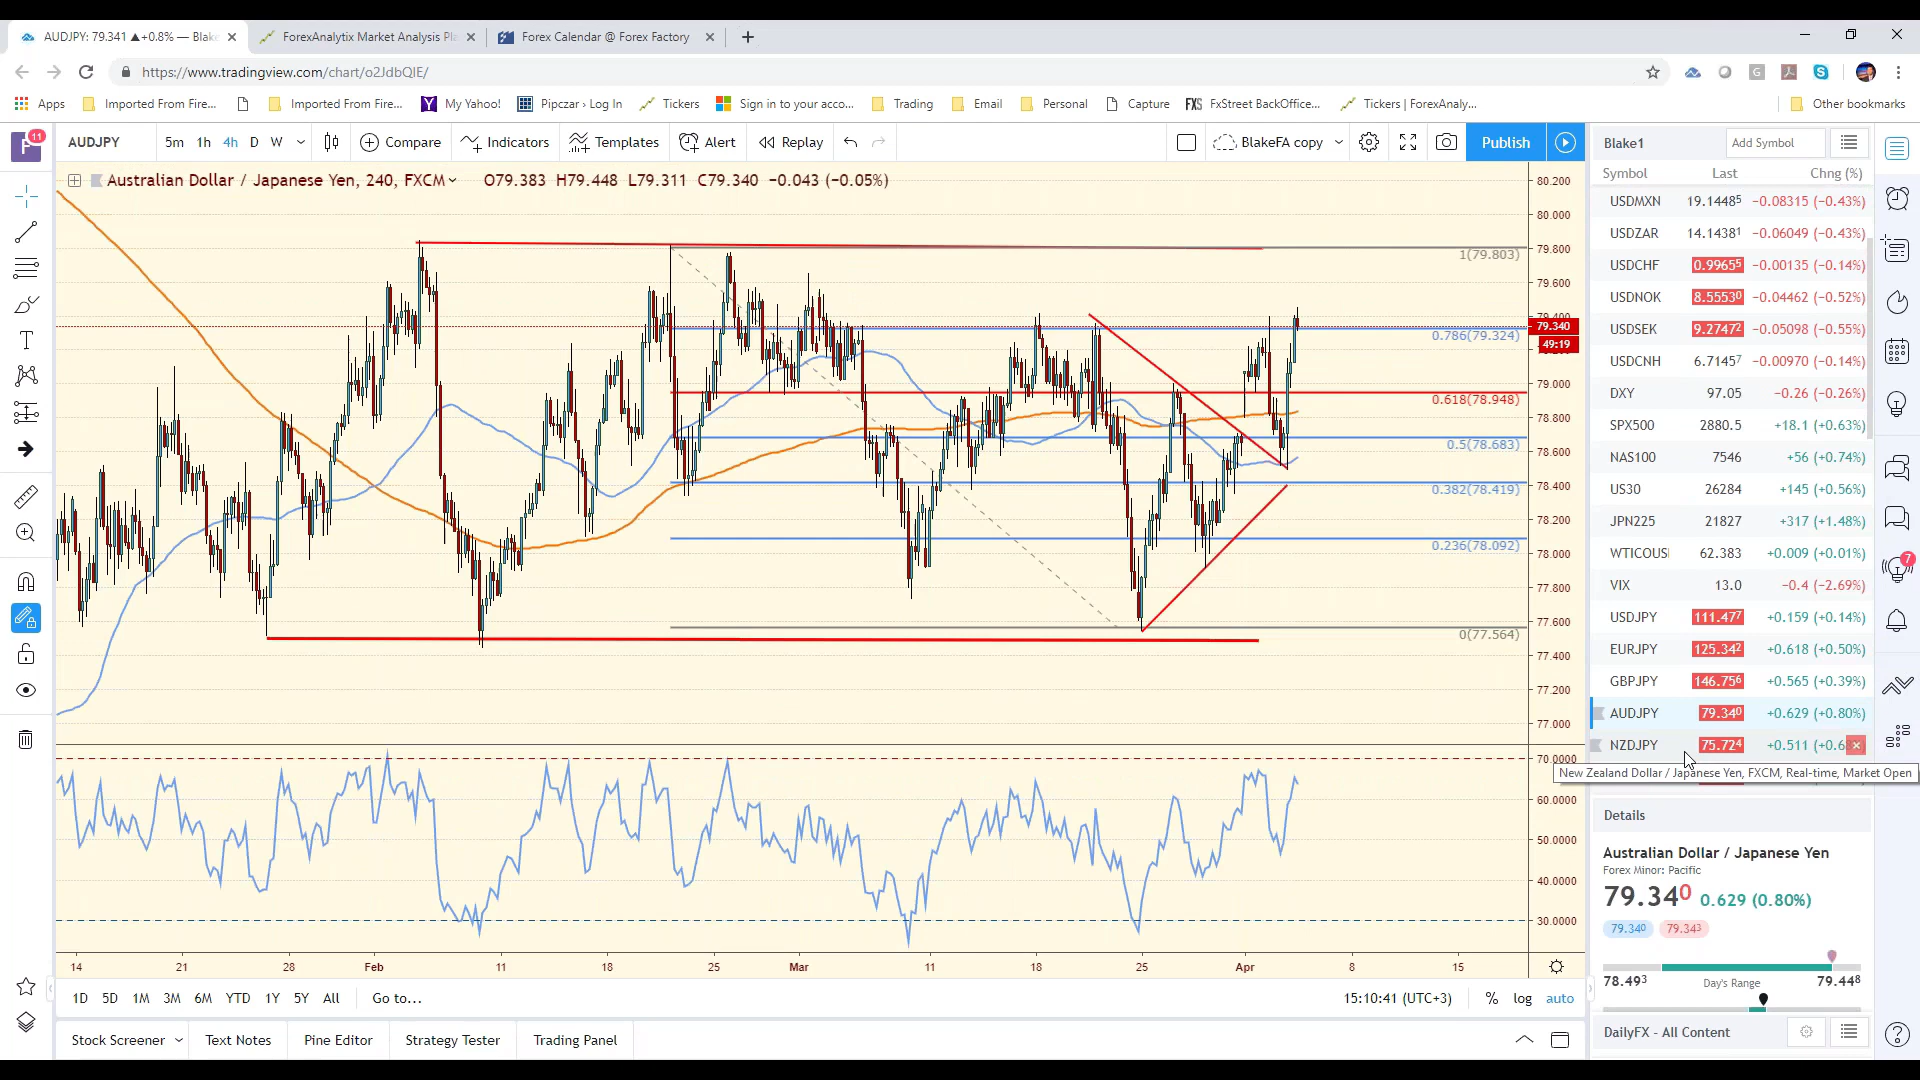 AUDJPY: 79.341 ▲+0.8% — Blake
ForexAnalytix Market Analysis Pla
Forex Calendar @ Forex Factory
https://www.tradingview.com/chart/o2JdbQIE/
Apps Imported From Fire... Imported From Fire... My Yahoo! Pipczar › Log In Tickers Sign in to your acco... Trading Email Personal Capture FXS FxStreet BackOffice... Tickers | ForexAnaly... Other bookmarks
F 11
AUDJPY 5m 1h 4h D W Compare Indicators Templates Alert Replay BlakeFA copy Publish
Australian Dollar / Japanese Yen, 240, FXCM O79.383 H79.448 L79.311 C79.340 −0.043 (−0.05%)
80.200
80.000
79.800
79.600
79.400
79.340
49:19
79.000
78.800
78.600
78.400
78.200
78.000
77.800
77.600
77.400
77.200
77.000
1(79.803)
0.786(79.324)
0.618(78.948)
0.5(78.683)
0.382(78.419)
0.236(78.092)
0(77.564)
70.0000
60.0000
50.0000
40.0000
30.0000
14 21 28 Feb 11 18 25 Mar 11 18 25 Apr 8 15
1D 5D 1M 3M 6M YTD 1Y 5Y All Go to... 15:10:41 (UTC+3) % log auto
Stock Screener Text Notes Pine Editor Strategy Tester Trading Panel
Blake1 Add Symbol
Symbol Last Chng (%)
USDMXN 19.1448⁵ −0.08315 (−0.43%)
USDZAR 14.1438¹ −0.06049 (−0.43%)
USDCHF 0.9965⁵ −0.00135 (−0.14%)
USDNOK 8.5553⁰ −0.04462 (−0.52%)
USDSEK 9.2747² −0.05098 (−0.55%)
USDCNH 6.7145⁷ −0.00970 (−0.14%)
DXY 97.05 −0.26 (−0.26%)
SPX500 2880.5 +18.1 (+0.63%)
NAS100 7546 +56 (+0.74%)
US30 26284 +145 (+0.56%)
JPN225 21827 +317 (+1.48%)
WTICOUSI 62.383 +0.009 (+0.01%)
VIX 13.0 −0.4 (−2.69%)
USDJPY 111.47⁷ +0.159 (+0.14%)
EURJPY 125.34² +0.618 (+0.50%)
GBPJPY 146.75⁶ +0.565 (+0.39%)
AUDJPY 79.34⁰ +0.629 (+0.80%)
NZDJPY 75.72⁴ +0.511 (+0.6
New Zealand Dollar / Japanese Yen, FXCM, Real-time, Market Open
Details
Australian Dollar / Japanese Yen
Forex Minor: Pacific
79.34⁰ 0.629 (0.80%)
79.34⁰ 79.34³
78.49³ Day's Range 79.44⁸
DailyFX - All Content
7